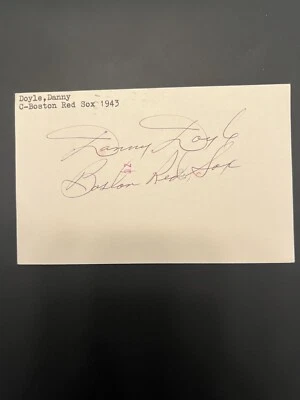 Doyle,Danny
C-Boston Red Sox 1943
Danny Doyle
Boston Red Sox